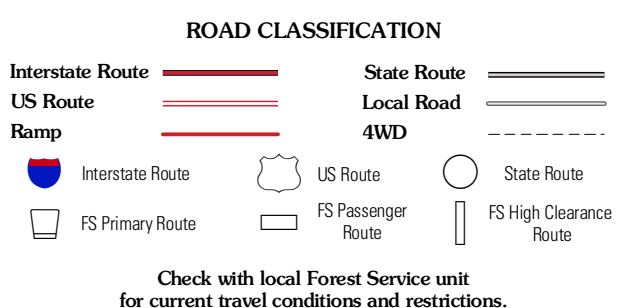 ROAD CLASSIFICATION
Interstate Route
State Route
US Route
Local Road
Ramp
4WD
Interstate Route
US Route
State Route
FS Primary Route
FS Passenger
Route
FS High Clearance
Route
Check with local Forest Service unit
for current travel conditions and restrictions.